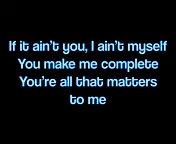 If it ain't you, I ain't myself
You make me complete
You're all that matters
to me